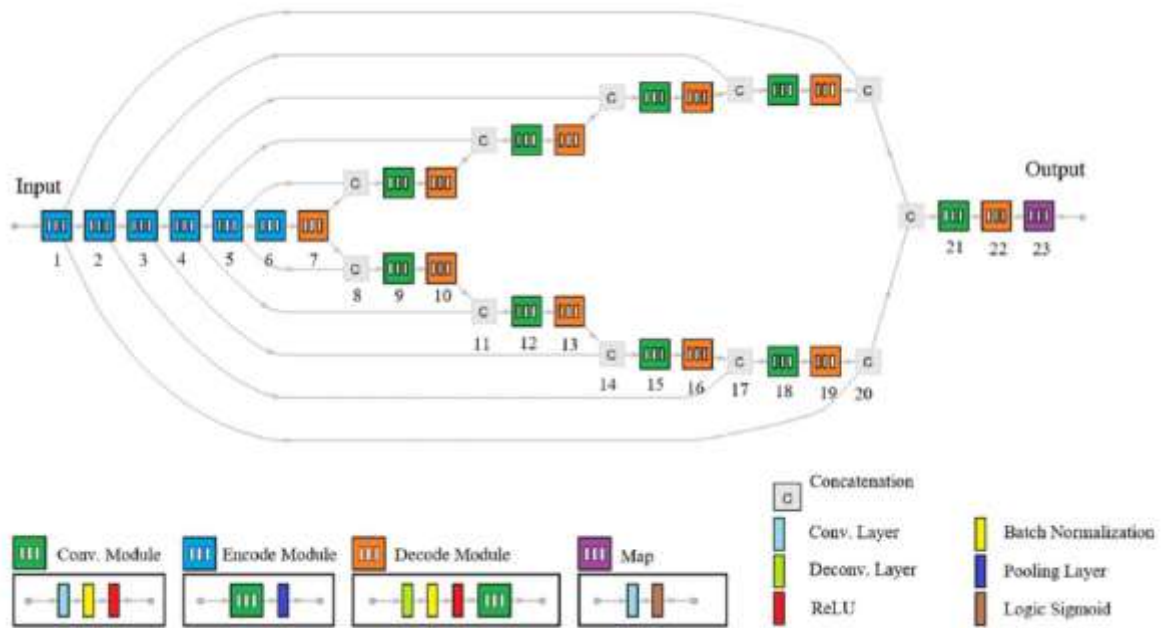 C
C
C
C
C
Input
Output
C
1
2
3
4
5
6
7
C
21
22
23
C
8
9
10
C
11
12
13
C
C
C
14
15
16
17
18
19
20
C
Concatenation
Conv. Module
Encode Module
Decode Module
Map
Conv. Layer
Batch Normalization
Deconv. Layer
Pooling Layer
ReLU
Logic Sigmoid